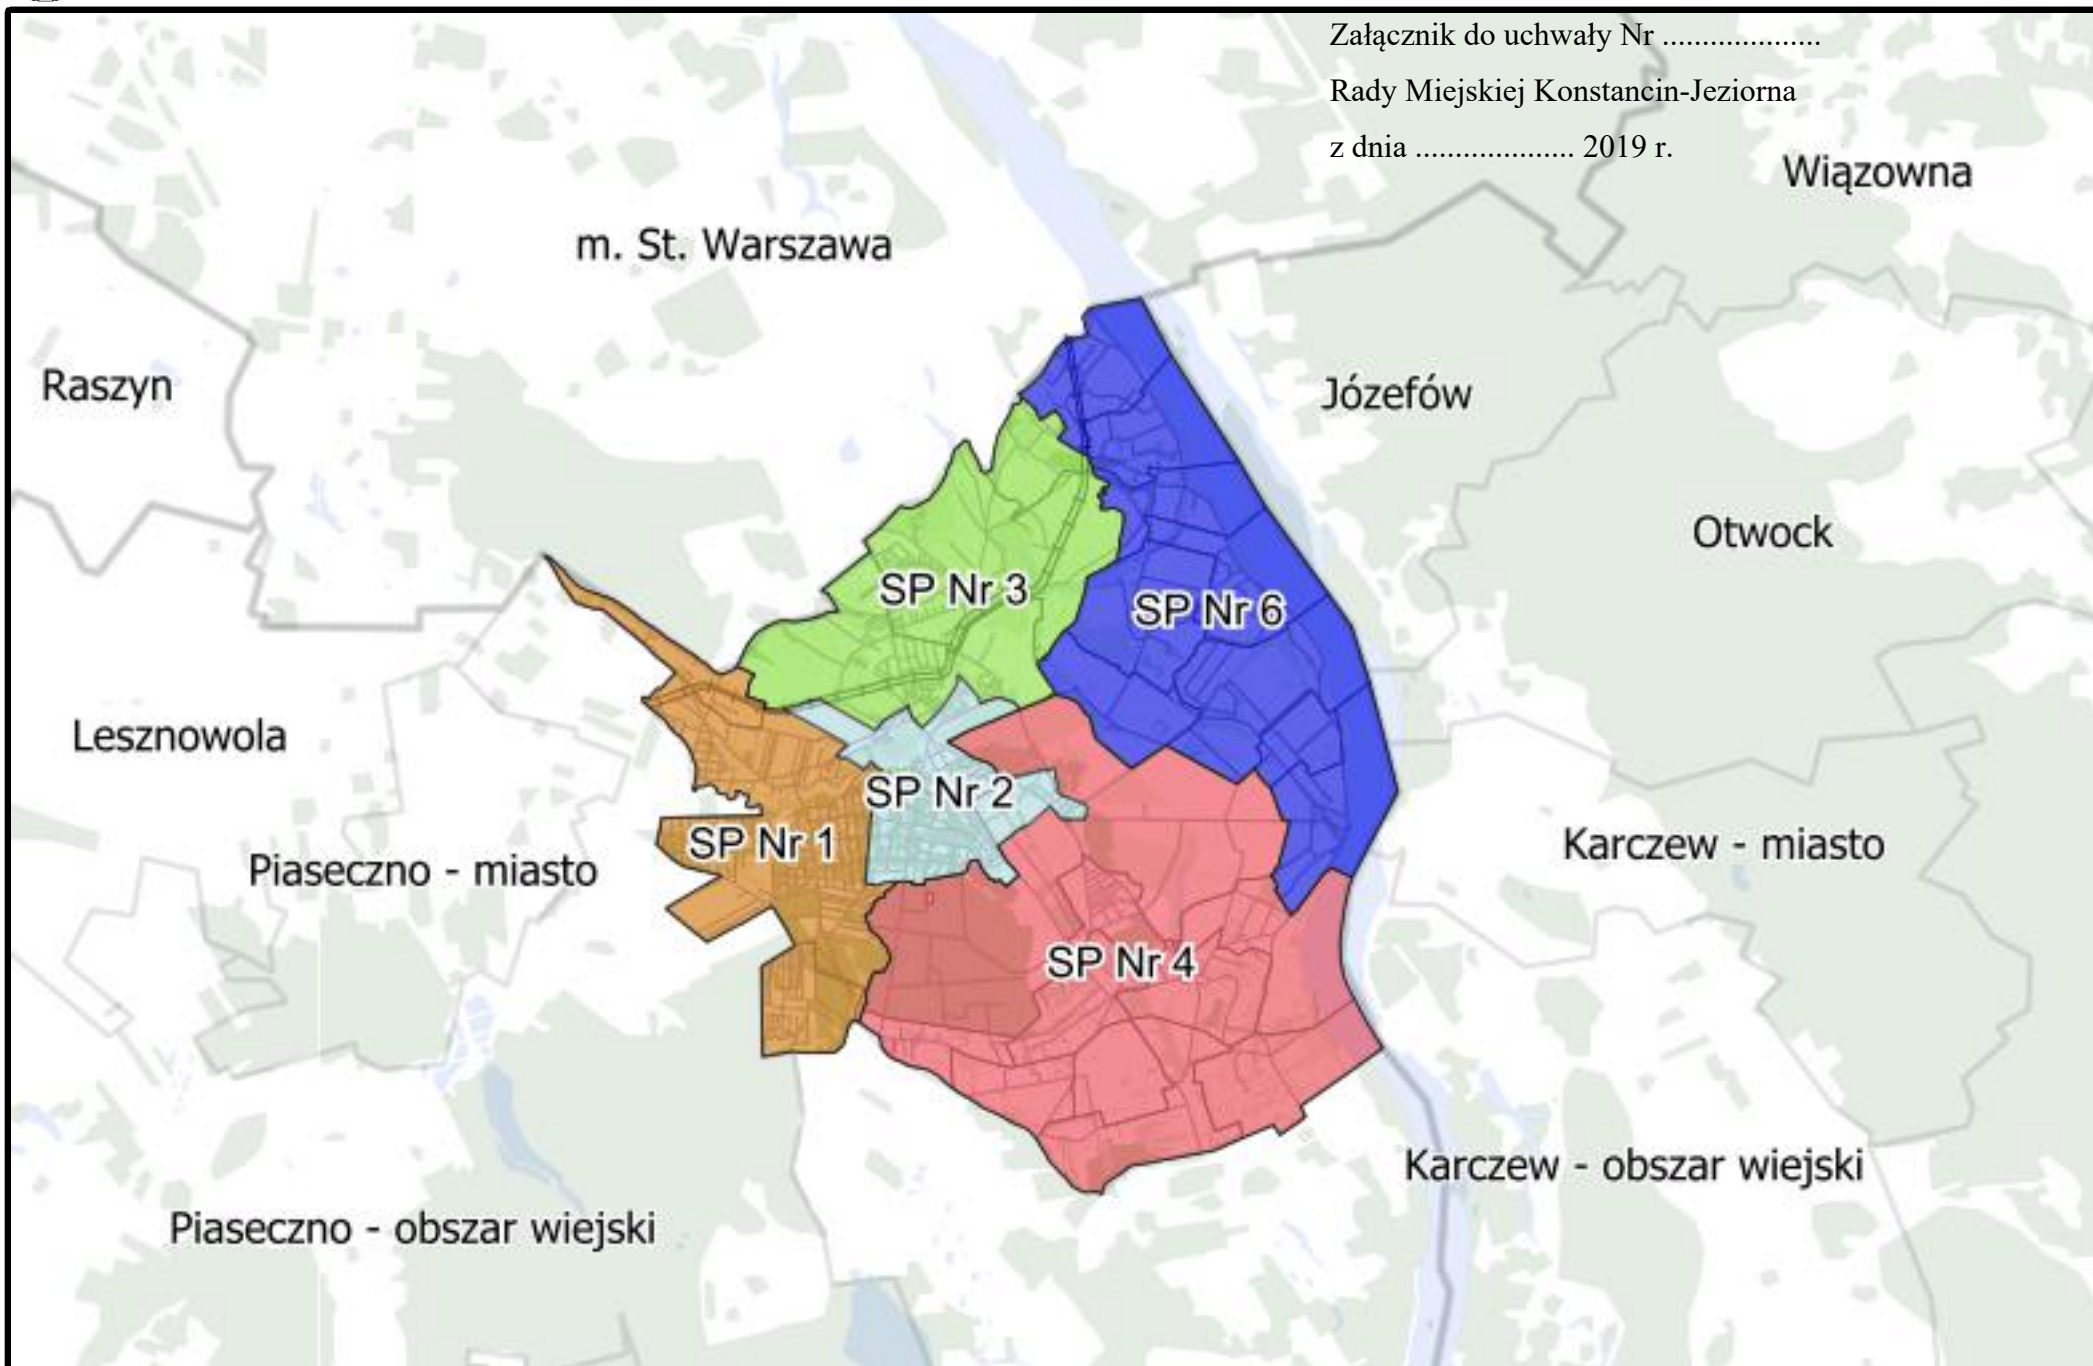 Załącznik do uchwały Nr ....................
Rady Miejskiej Konstancin-Jeziorna
z dnia .................... 2019 r.
Wiązowna
m. St. Warszawa
Raszyn
Józefów
Otwock
SP Nr 3
SP Nr 6
Lesznowola
SP Nr 2
SP Nr 1
Karczew - miasto
Piaseczno - miasto
SP Nr 4
Karczew - obszar wiejski
Piaseczno - obszar wiejski